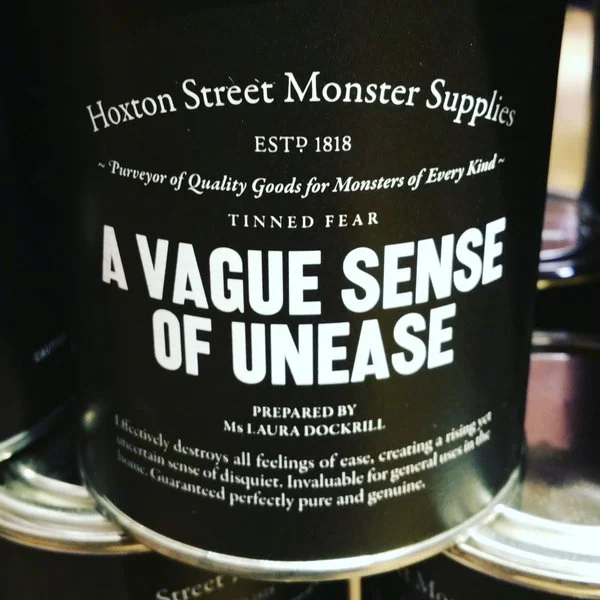 Hoxton Street Monster Supplies
ESTD 1818
~ Purveyor of Quality Goods for Monsters of Every Kind ~
TINNED FEAR
A VAGUE SENSE
OF UNEASE
PREPARED BY
Ms LAURA DOCKRILL
Effectively destroys all feelings of ease, creating a rising yet
uncertain sense of disquiet. Invaluable for general uses in the
home. Guaranteed perfectly pure and genuine.
Street